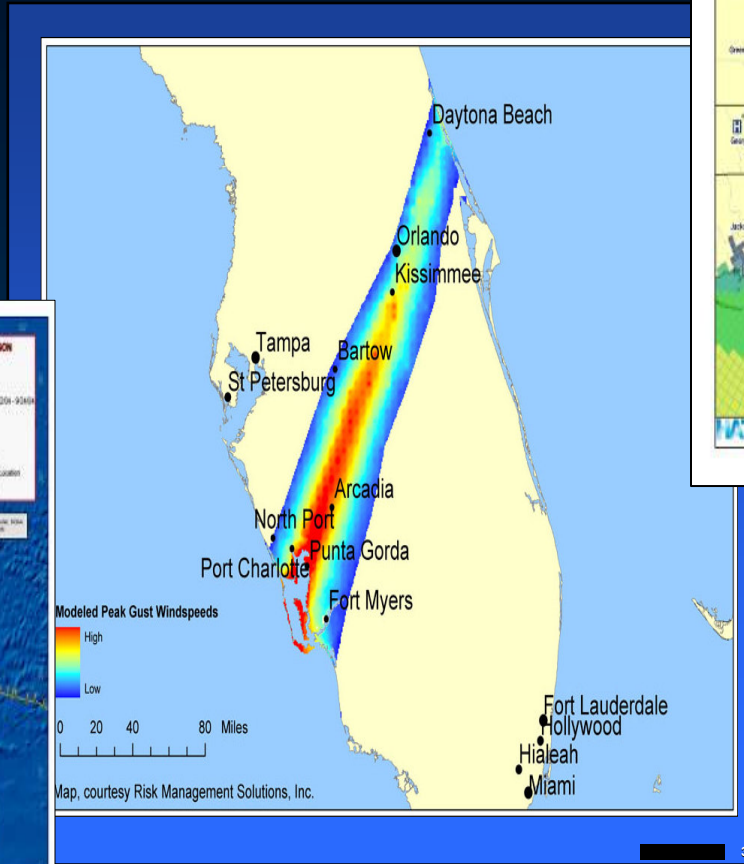 Daytona Beach
Orlando
Kissimmee
Tampa
Bartow
St Petersburg
Arcadia
North Port
Punta Gorda
Port Charlotte
Fort Myers
Modeled Peak Gust Windspeeds
High
Low
0 20 40 80 Miles
Fort Lauderdale
Hollywood
Hialeah
Miami
Map, courtesy Risk Management Solutions, Inc.